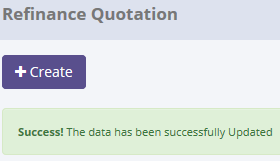 Refinance Quotation
+ Create
Success! The data has been successfully Updated